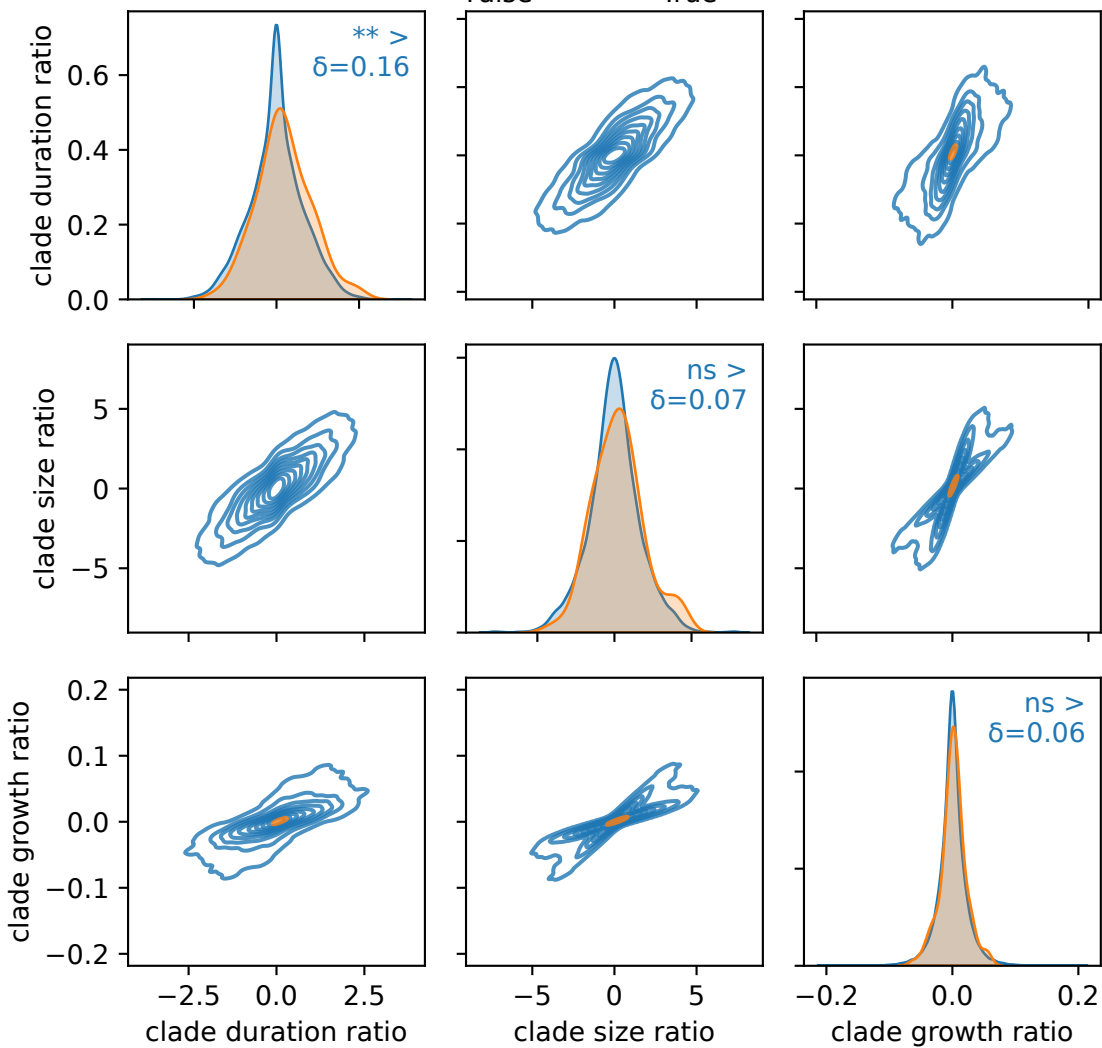 False True
** >
δ=0.16
clade duration ratio
0.6
0.4
0.2
0.0
ns >
δ=0.07
clade size ratio
5
0
−5
ns >
δ=0.06
clade growth ratio
0.2
0.1
0.0
−0.1
−0.2
−2.5 0.0 2.5
−5 0 5
−0.2 0.0 0.2
clade duration ratio
clade size ratio
clade growth ratio